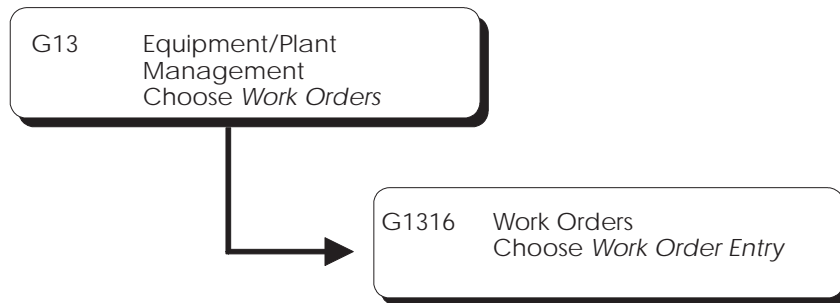 G13 Equipment/Plant
Management
Choose Work Orders
G1316 Work Orders
Choose Work Order Entry